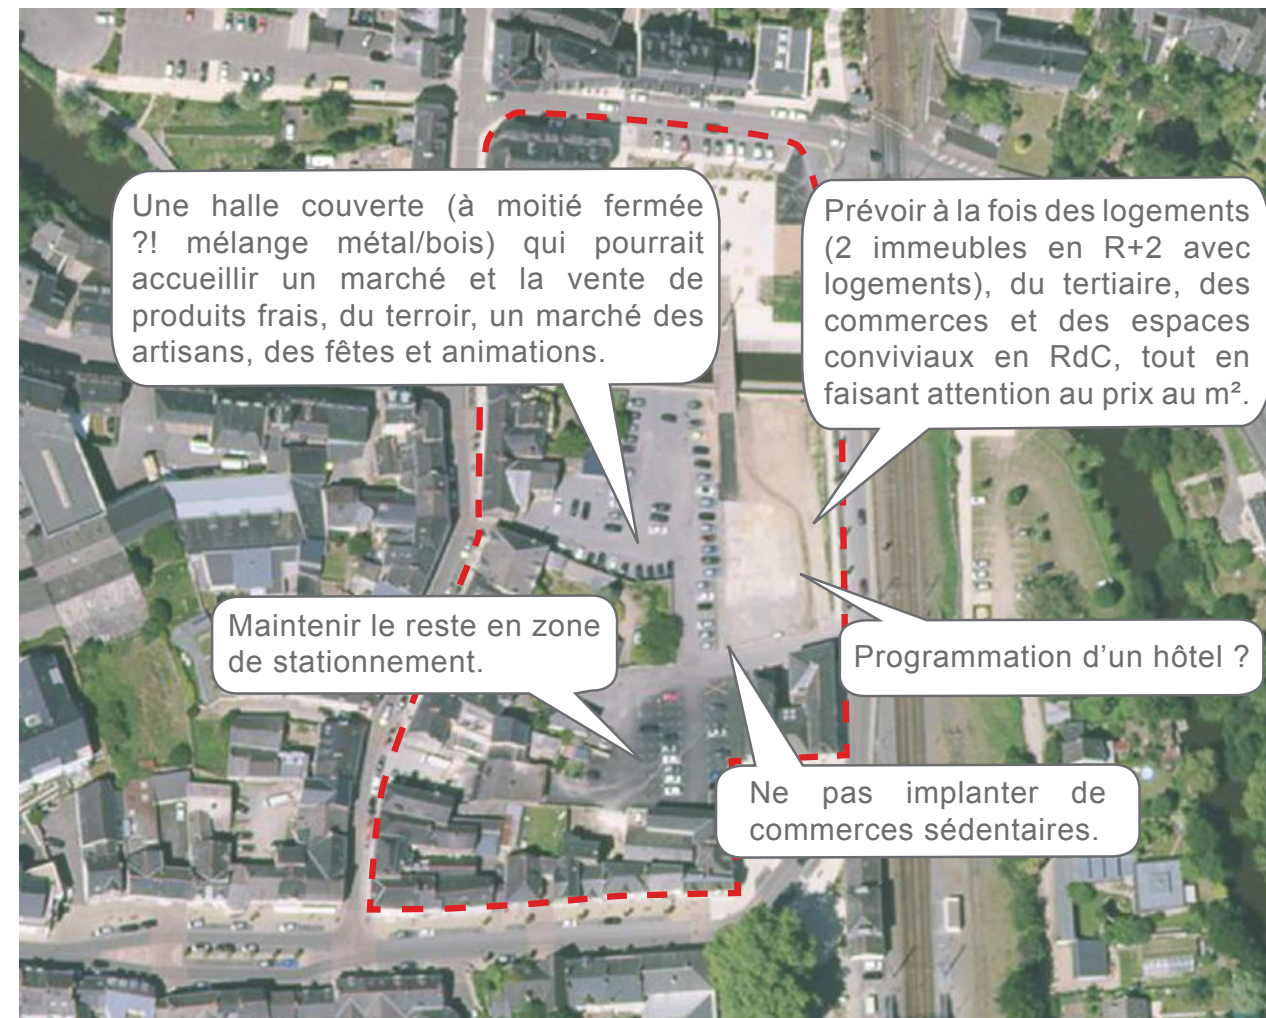 Une halle couverte (à moitié fermée
?! mélange métal/bois) qui pourrait
accueillir un marché et la vente de
produits frais, du terroir, un marché des
artisans, des fêtes et animations.
Prévoir à la fois des logements
(2 immeubles en R+2 avec
logements), du tertiaire, des
commerces et des espaces
conviviaux en RdC, tout en
faisant attention au prix au m².
Maintenir le reste en zone
de stationnement.
Programmation d’un hôtel ?
Ne pas implanter de
commerces sédentaires.